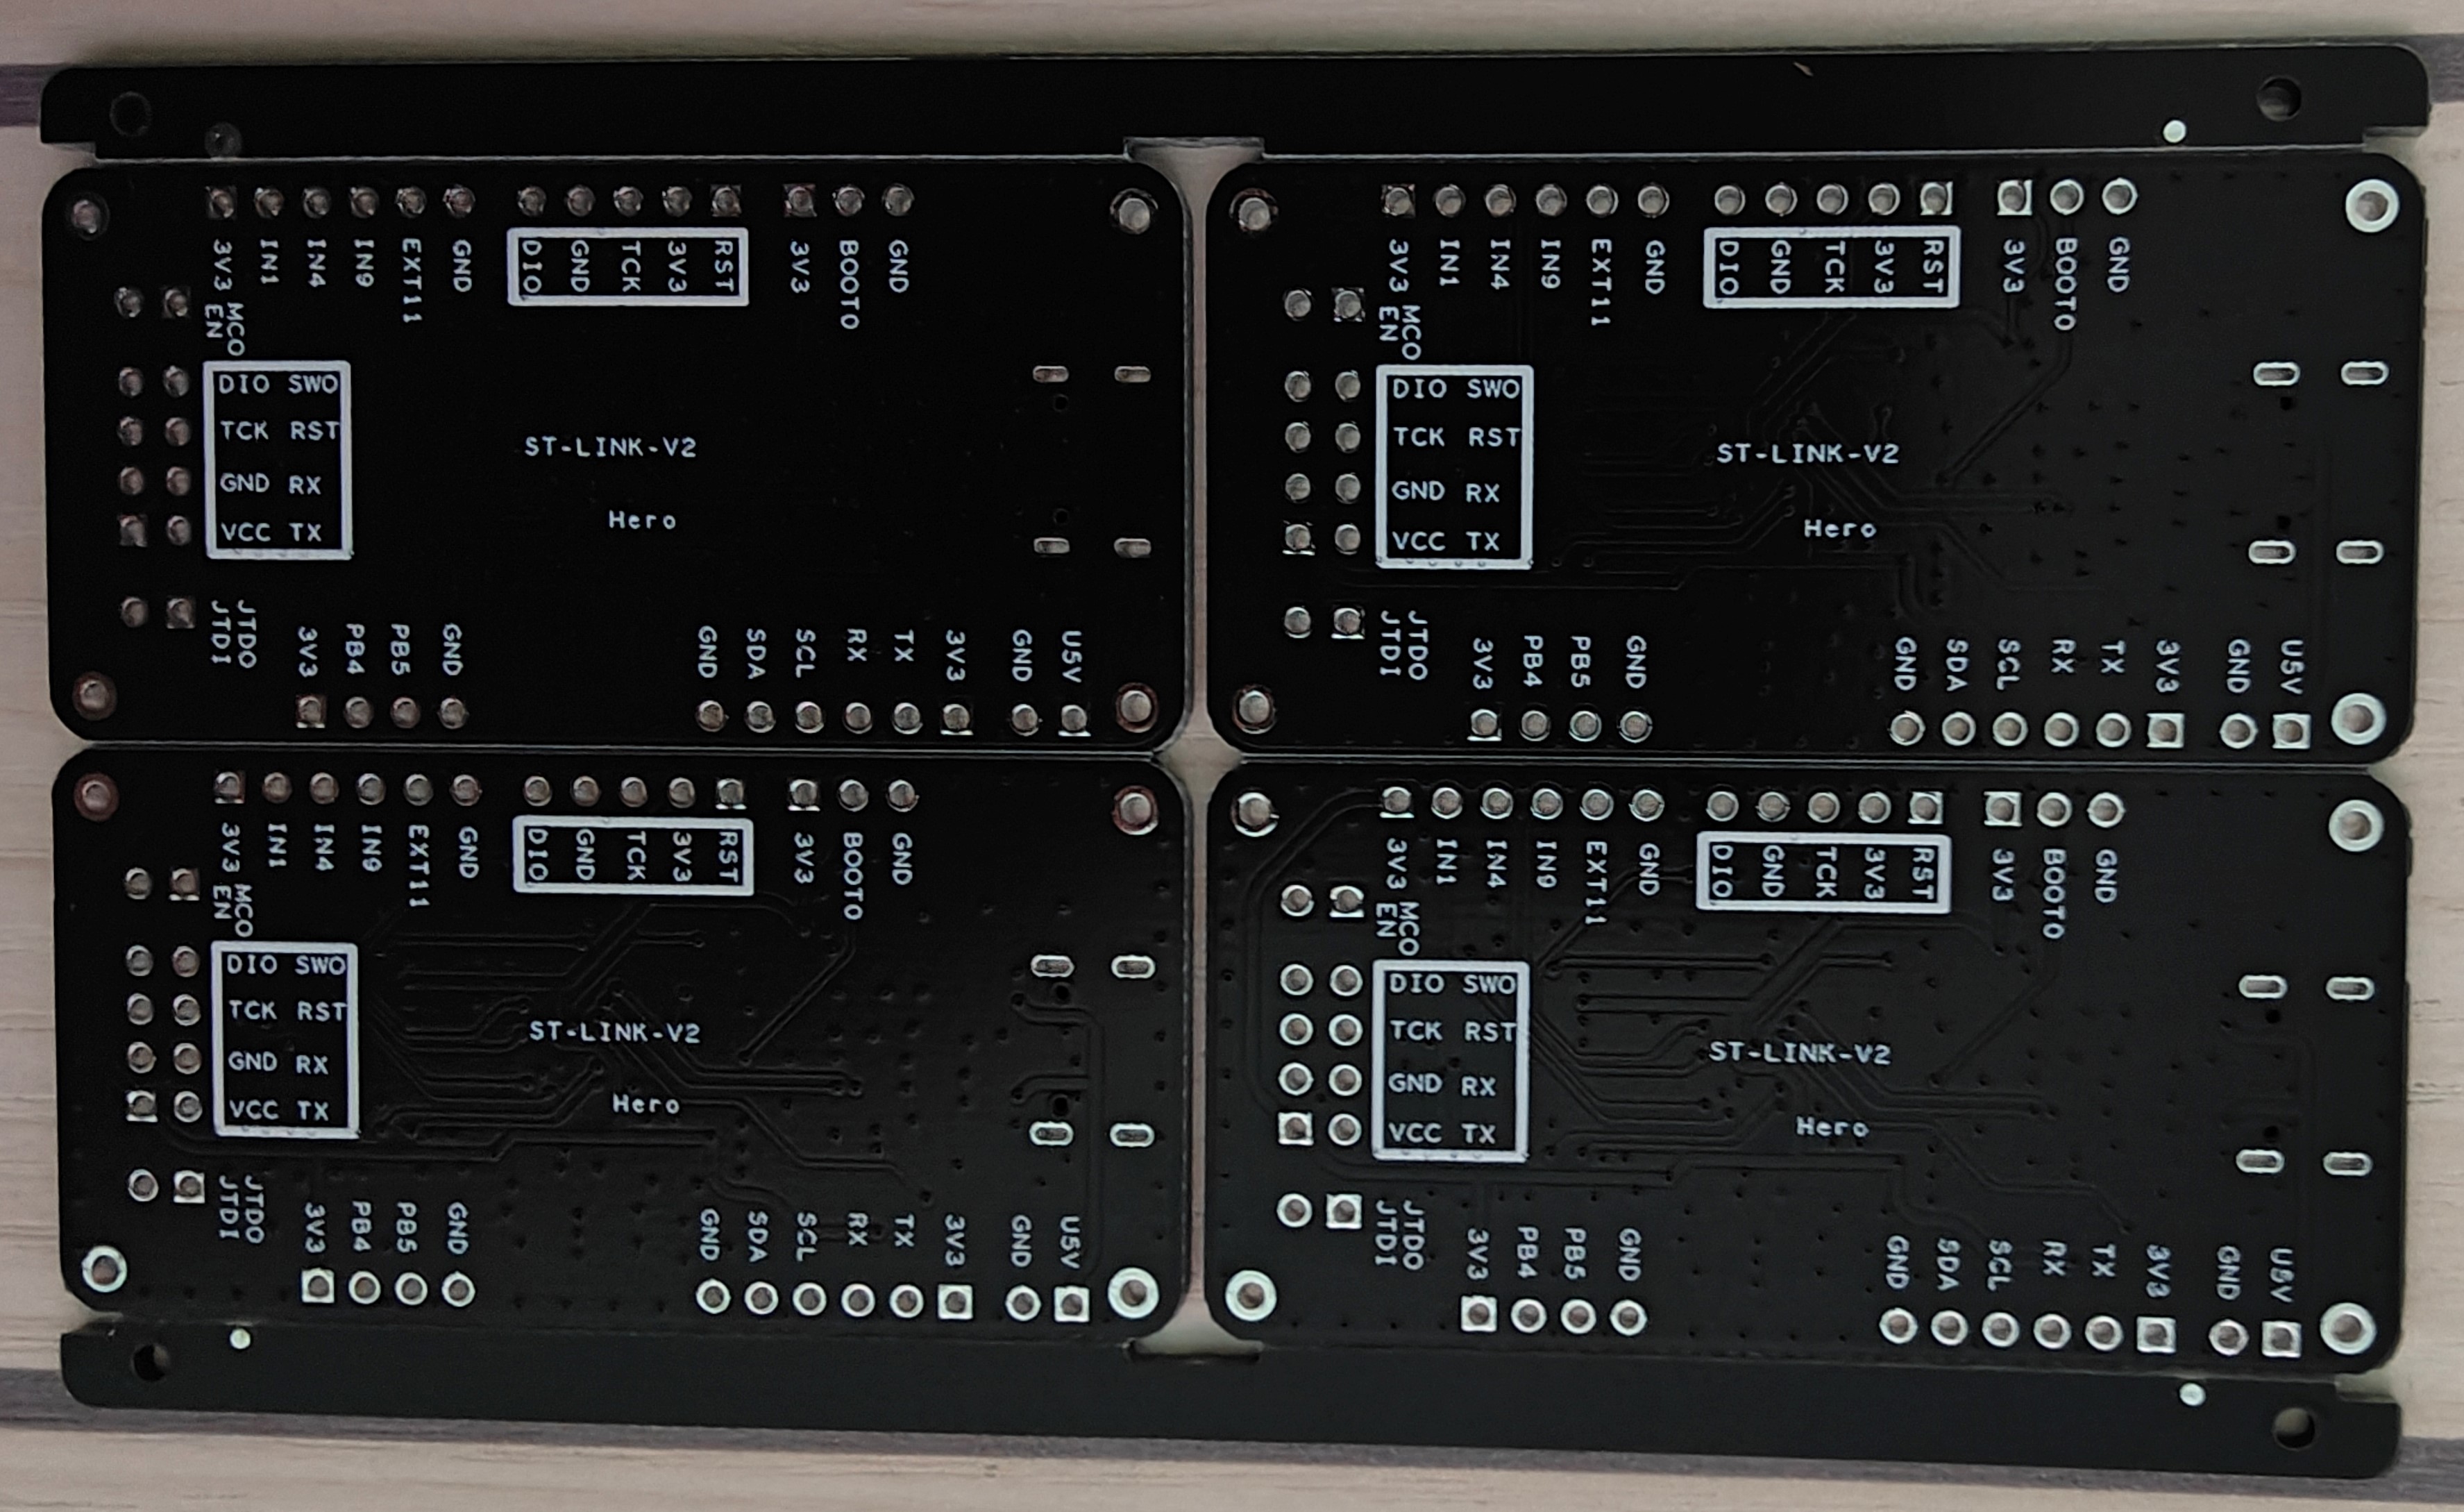 3V3 IN1 IN4 IN9 EXT11 GND DIO GND TCK 3V3 RST 3V3 BOOT0 GND
MCO
EN
DIO SWO
TCK RST
GND RX
VCC TX
ST-LINK-V2
Hero
JTDO
JTDI
3V3 PB4 PB5 GND GND SDA SCL RX TX 3V3 GND U5V
3V3 IN1 IN4 IN9 EXT11 GND DIO GND TCK 3V3 RST 3V3 BOOT0 GND
MCO
EN
DIO SWO
TCK RST
GND RX
VCC TX
ST-LINK-V2
Hero
JTDO
JTDI
3V3 PB4 PB5 GND GND SDA SCL RX TX 3V3 GND U5V
3V3 IN1 IN4 IN9 EXT11 GND DIO GND TCK 3V3 RST 3V3 BOOT0 GND
MCO
EN
DIO SWO
TCK RST
GND RX
VCC TX
ST-LINK-V2
Hero
JTDO
JTDI
3V3 PB4 PB5 GND GND SDA SCL RX TX 3V3 GND U5V
3V3 IN1 IN4 IN9 EXT11 GND DIO GND TCK 3V3 RST 3V3 BOOT0 GND
MCO
EN
DIO SWO
TCK RST
GND RX
VCC TX
ST-LINK-V2
Hero
JTDO
JTDI
3V3 PB4 PB5 GND GND SDA SCL RX TX 3V3 GND U5V